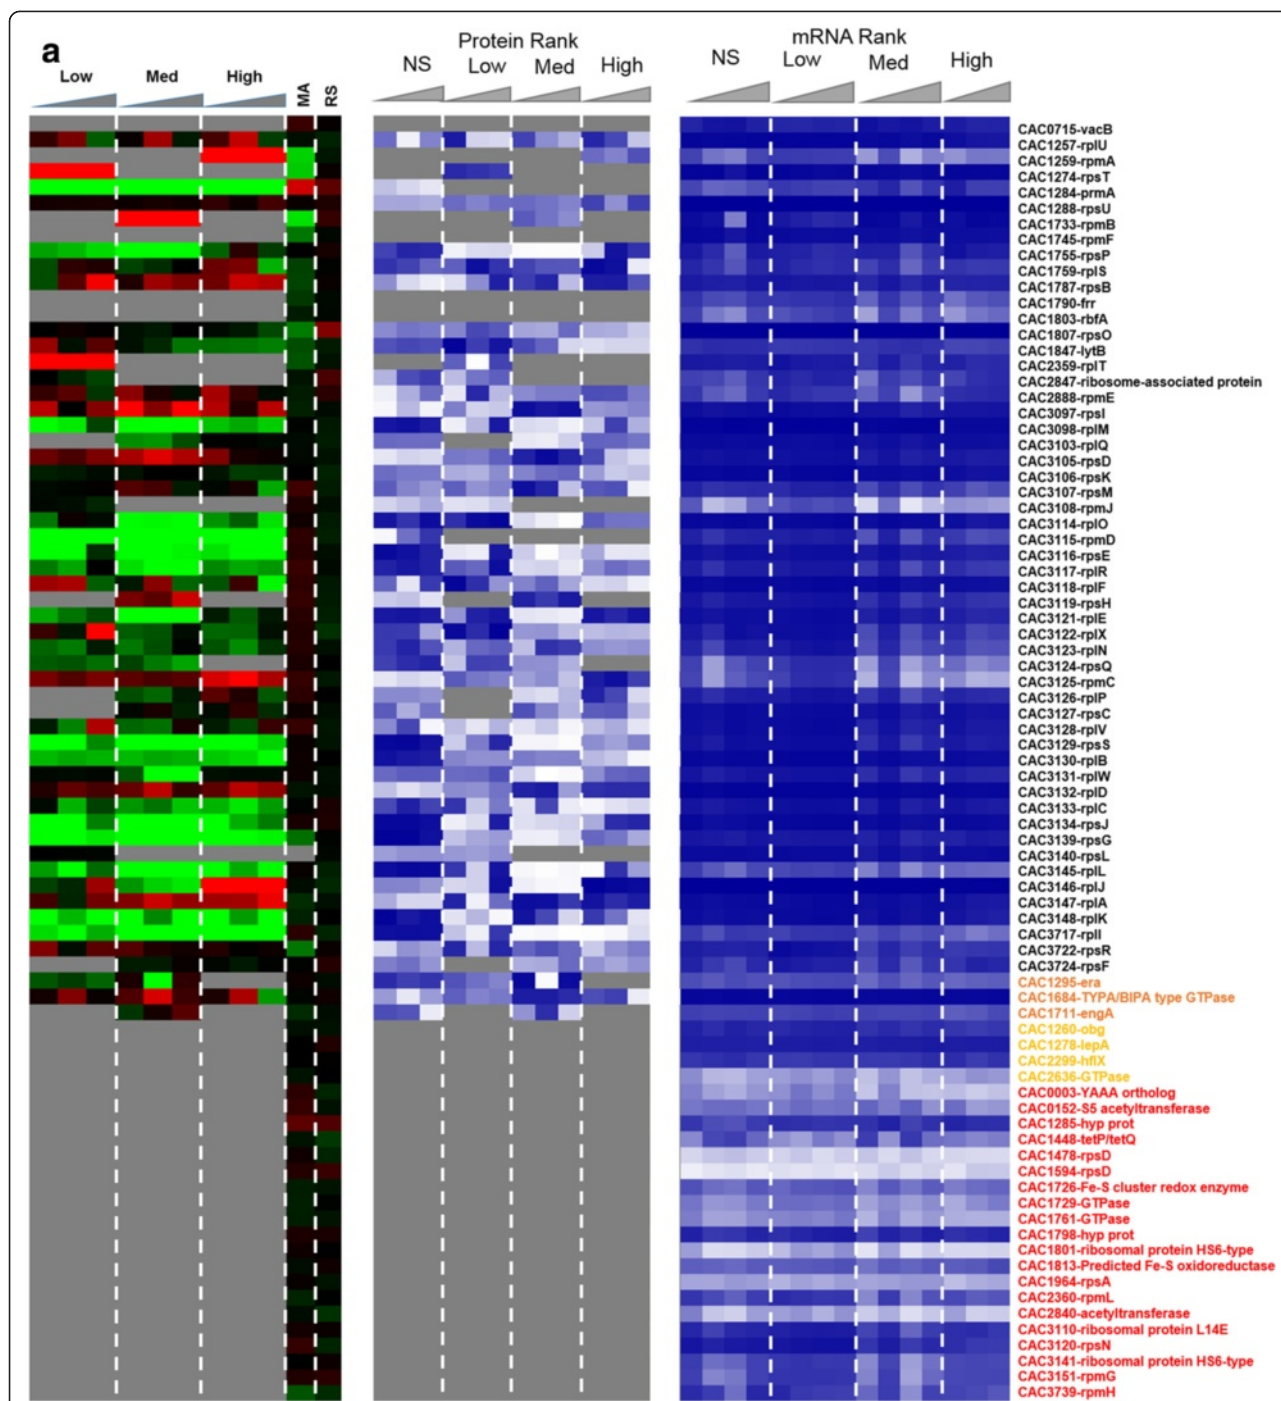 a
Low Med High MA RS
Protein Rank
NS Low Med High
mRNA Rank
NS Low Med High
CAC0715-vacB
CAC1257-rplU
CAC1259-rpmA
CAC1274-rpsT
CAC1284-prmA
CAC1288-rpsU
CAC1733-rpmB
CAC1745-rpmF
CAC1755-rpsP
CAC1759-rplS
CAC1787-rpsB
CAC1790-frr
CAC1803-rbfA
CAC1807-rpsO
CAC1847-lytB
CAC2359-rplT
CAC2847-ribosome-associated protein
CAC2888-rpmE
CAC3097-rpsI
CAC3098-rplM
CAC3103-rplQ
CAC3105-rpsD
CAC3106-rpsK
CAC3107-rpsM
CAC3108-rpmJ
CAC3114-rplO
CAC3115-rpmD
CAC3116-rpsE
CAC3117-rplR
CAC3118-rplF
CAC3119-rpsH
CAC3121-rplE
CAC3122-rplX
CAC3123-rplN
CAC3124-rpsQ
CAC3125-rpmC
CAC3126-rplP
CAC3127-rpsC
CAC3128-rplV
CAC3129-rpsS
CAC3130-rplB
CAC3131-rplW
CAC3132-rplD
CAC3133-rplC
CAC3134-rpsJ
CAC3139-rpsG
CAC3140-rpsL
CAC3145-rplL
CAC3146-rplJ
CAC3147-rplA
CAC3148-rplK
CAC3717-rplI
CAC3722-rpsR
CAC3724-rpsF
CAC1295-era
CAC1684-TYPA/BIPA type GTPase
CAC1711-engA
CAC1260-obg
CAC1278-lepA
CAC2299-hflX
CAC2636-GTPase
CAC0003-YAAA ortholog
CAC0152-S5 acetyltransferase
CAC1285-hyp prot
CAC1448-tetP/tetQ
CAC1478-rpsD
CAC1594-rpsD
CAC1726-Fe-S cluster redox enzyme
CAC1729-GTPase
CAC1761-GTPase
CAC1798-hyp prot
CAC1801-ribosomal protein HS6-type
CAC1813-Predicted Fe-S oxidoreductase
CAC1964-rpsA
CAC2360-rpmL
CAC2840-acetyltransferase
CAC3110-ribosomal protein L14E
CAC3120-rpsN
CAC3141-ribosomal protein HS6-type
CAC3151-rpmG
CAC3739-rpmH